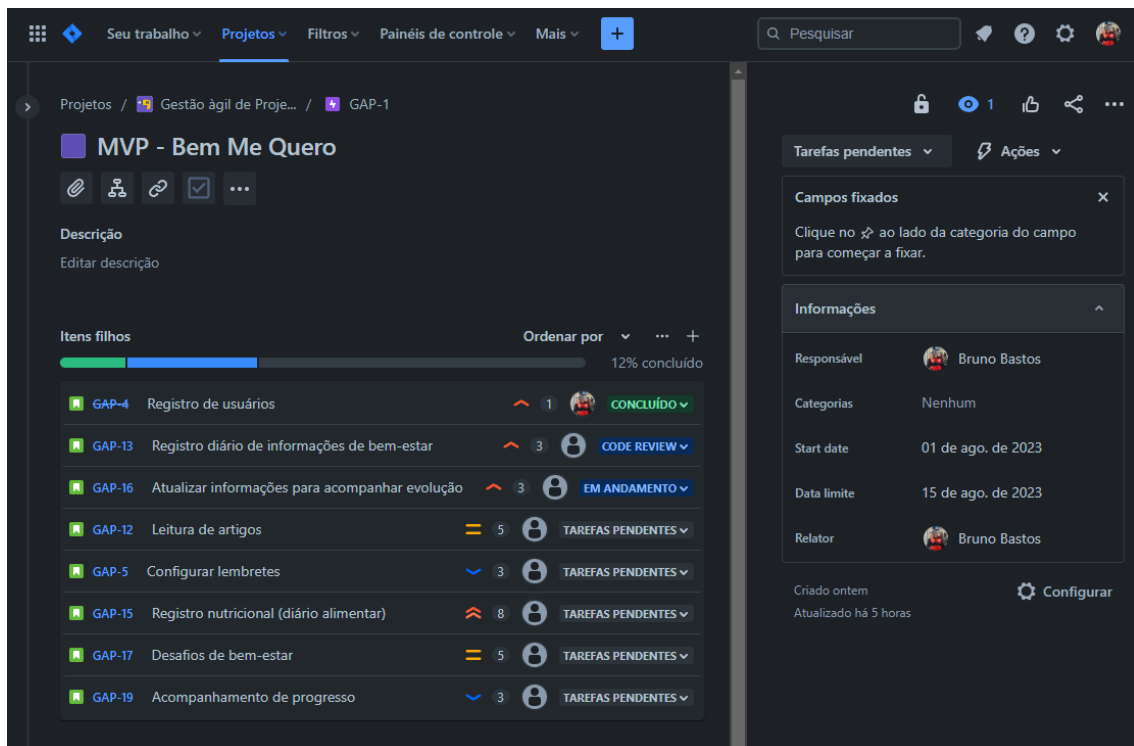 Seu trabalho Projetos Filtros Painéis de controle Mais + Pesquisar
Projetos / Gestão àgil de Proje... / GAP-1
1
MVP - Bem Me Quero
Tarefas pendentes Ações
Descrição
Editar descrição
Campos fixados
Clique no ao lado da categoria do campo
para começar a fixar.
Itens filhos Ordenar por
12% concluído
GAP-4 Registro de usuários 1 CONCLUÍDO
GAP-13 Registro diário de informações de bem-estar 3 CODE REVIEW
GAP-16 Atualizar informações para acompanhar evolução 3 EM ANDAMENTO
GAP-12 Leitura de artigos 5 TAREFAS PENDENTES
GAP-5 Configurar lembretes 3 TAREFAS PENDENTES
GAP-15 Registro nutricional (diário alimentar) 8 TAREFAS PENDENTES
GAP-17 Desafios de bem-estar 5 TAREFAS PENDENTES
GAP-19 Acompanhamento de progresso 3 TAREFAS PENDENTES
Informações
Responsável Bruno Bastos
Categorias Nenhum
Start date 01 de ago. de 2023
Data limite 15 de ago. de 2023
Relator Bruno Bastos
Criado ontem Configurar
Atualizado há 5 horas